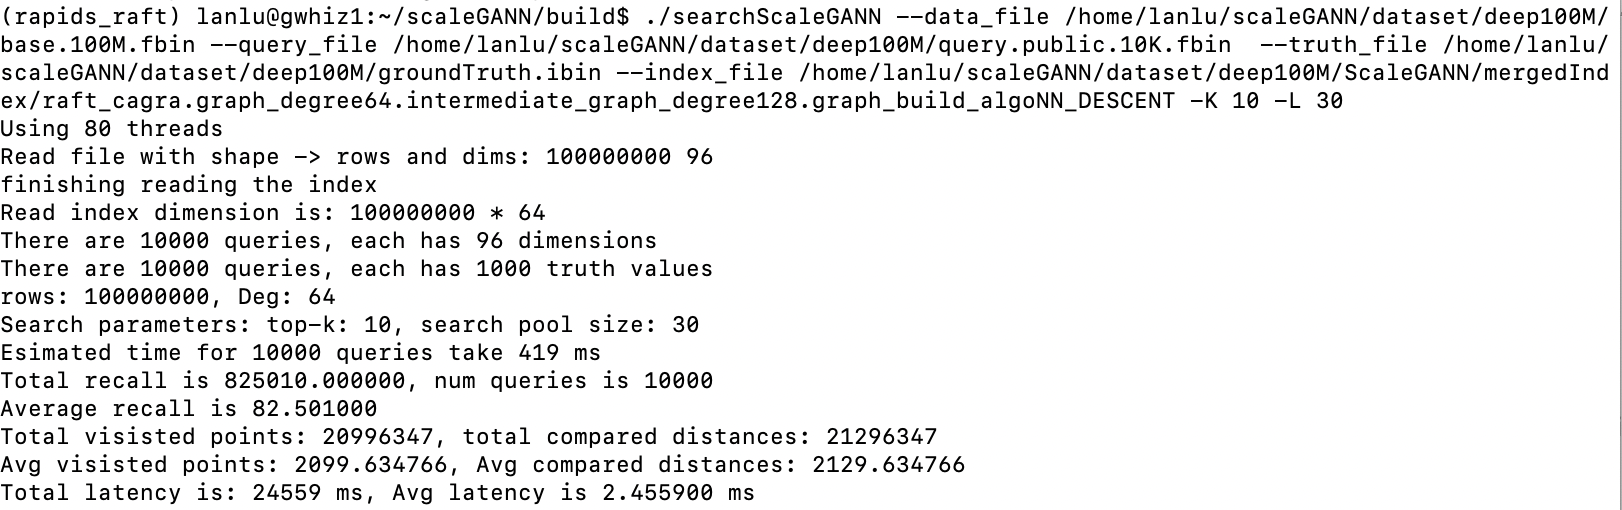 (rapids_raft) lanlu@gwhiz1:~/scaleGANN/build$ ./searchScaleGANN --data_file /home/lanlu/scaleGANN/dataset/deep100M/
base.100M.fbin --query_file /home/lanlu/scaleGANN/dataset/deep100M/query.public.10K.fbin  --truth_file /home/lanlu/
scaleGANN/dataset/deep100M/groundTruth.ibin --index_file /home/lanlu/scaleGANN/dataset/deep100M/ScaleGANN/mergedInd
ex/raft_cagra.graph_degree64.intermediate_graph_degree128.graph_build_algoNN_DESCENT -K 10 -L 30
Using 80 threads
Read file with shape -> rows and dims: 100000000 96
finishing reading the index
Read index dimension is: 100000000 * 64
There are 10000 queries, each has 96 dimensions
There are 10000 queries, each has 1000 truth values
rows: 100000000, Deg: 64
Search parameters: top-k: 10, search pool size: 30
Esimated time for 10000 queries take 419 ms
Total recall is 825010.000000, num queries is 10000
Average recall is 82.501000
Total visisted points: 20996347, total compared distances: 21296347
Avg visisted points: 2099.634766, Avg compared distances: 2129.634766
Total latency is: 24559 ms, Avg latency is 2.455900 ms